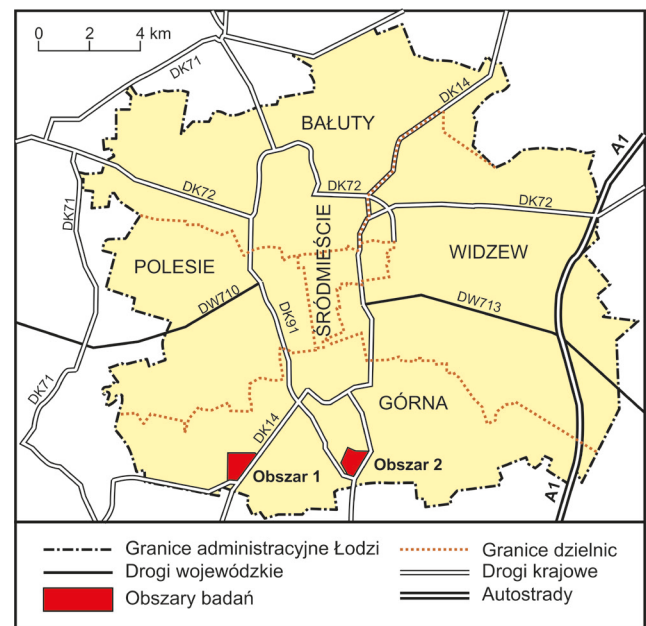 0 2 4 km
DK71
DK14
BAŁUTY
A1
DK72
DK72
DK72
DK71
ŚRÓDMIEŚCIE
POLESIE
WIDZEW
DW710
DK91
DW713
DK71
GÓRNA
DK14
Obszar 1
Obszar 2
A1
Granice administracyjne Łodzi
Granice dzielnic
Drogi wojewódzkie
Drogi krajowe
Obszary badań
Autostrady